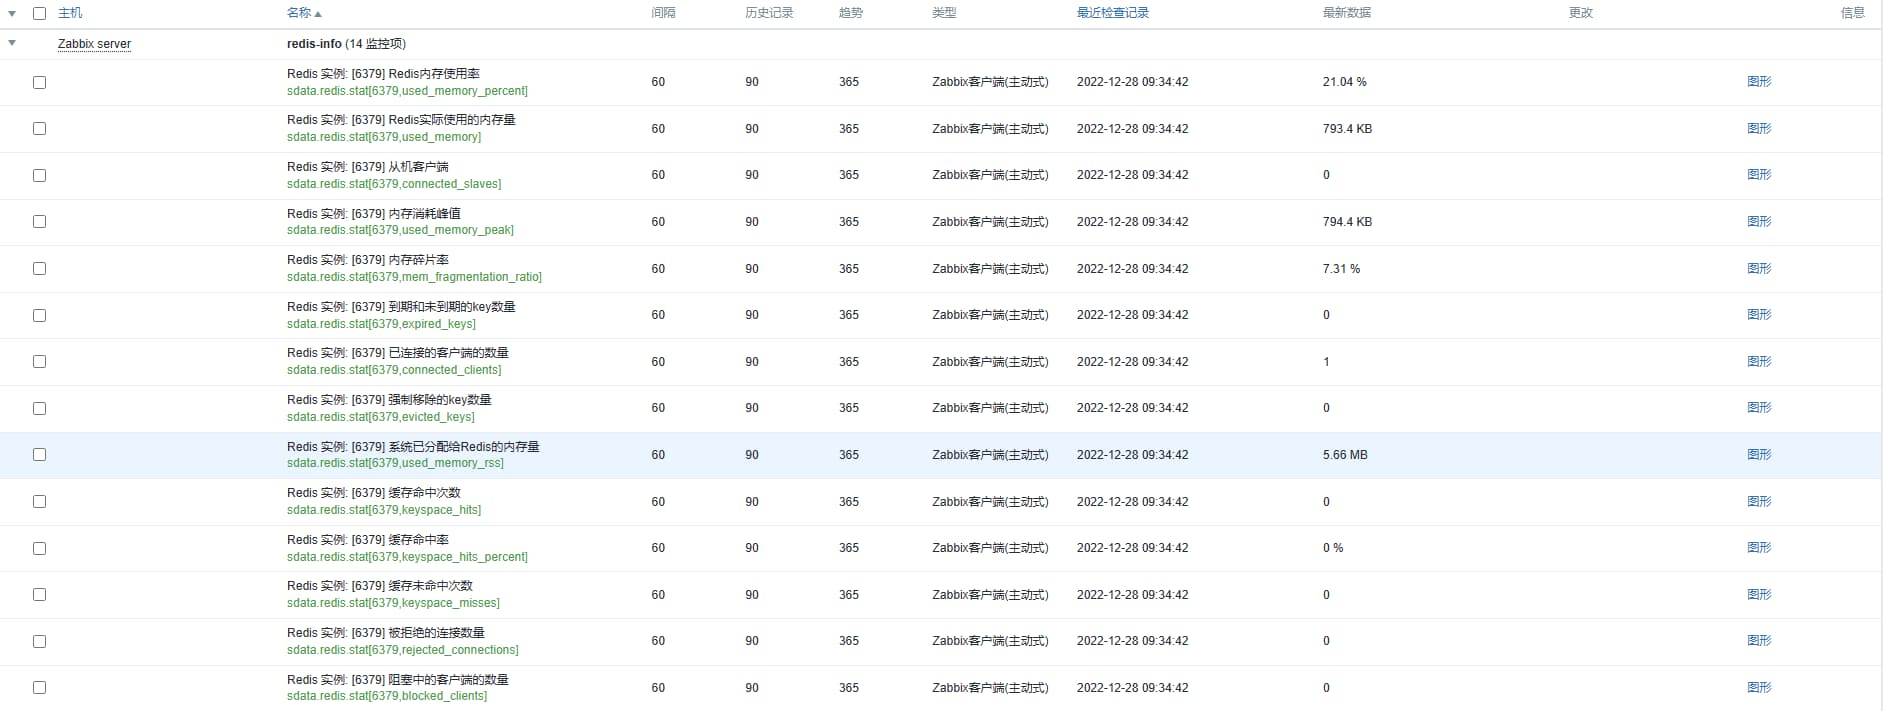 主机 名称 间隔 历史记录 趋势 类型 最近检查记录 最新数据 更改 信息
Zabbix server redis-info (14 监控项)
Redis 实例: [6379] Redis内存使用率
sdata.redis.stat[6379,used_memory_percent] 60 90 365 Zabbix客户端(主动式) 2022-12-28 09:34:42 21.04 % 图形
Redis 实例: [6379] Redis实际使用的内存量
sdata.redis.stat[6379,used_memory] 60 90 365 Zabbix客户端(主动式) 2022-12-28 09:34:42 793.4 KB 图形
Redis 实例: [6379] 从机客户端
sdata.redis.stat[6379,connected_slaves] 60 90 365 Zabbix客户端(主动式) 2022-12-28 09:34:42 0 图形
Redis 实例: [6379] 内存消耗峰值
sdata.redis.stat[6379,used_memory_peak] 60 90 365 Zabbix客户端(主动式) 2022-12-28 09:34:42 794.4 KB 图形
Redis 实例: [6379] 内存碎片率
sdata.redis.stat[6379,mem_fragmentation_ratio] 60 90 365 Zabbix客户端(主动式) 2022-12-28 09:34:42 7.31 % 图形
Redis 实例: [6379] 到期和未到期的key数量
sdata.redis.stat[6379,expired_keys] 60 90 365 Zabbix客户端(主动式) 2022-12-28 09:34:42 0 图形
Redis 实例: [6379] 已连接的客户端的数量
sdata.redis.stat[6379,connected_clients] 60 90 365 Zabbix客户端(主动式) 2022-12-28 09:34:42 1 图形
Redis 实例: [6379] 强制移除的key数量
sdata.redis.stat[6379,evicted_keys] 60 90 365 Zabbix客户端(主动式) 2022-12-28 09:34:42 0 图形
Redis 实例: [6379] 系统已分配给Redis的内存量
sdata.redis.stat[6379,used_memory_rss] 60 90 365 Zabbix客户端(主动式) 2022-12-28 09:34:42 5.66 MB 图形
Redis 实例: [6379] 缓存命中次数
sdata.redis.stat[6379,keyspace_hits] 60 90 365 Zabbix客户端(主动式) 2022-12-28 09:34:42 0 图形
Redis 实例: [6379] 缓存命中率
sdata.redis.stat[6379,keyspace_hits_percent] 60 90 365 Zabbix客户端(主动式) 2022-12-28 09:34:42 0 % 图形
Redis 实例: [6379] 缓存未命中次数
sdata.redis.stat[6379,keyspace_misses] 60 90 365 Zabbix客户端(主动式) 2022-12-28 09:34:42 0 图形
Redis 实例: [6379] 被拒绝的连接数量
sdata.redis.stat[6379,rejected_connections] 60 90 365 Zabbix客户端(主动式) 2022-12-28 09:34:42 0 图形
Redis 实例: [6379] 阻塞中的客户端的数量
sdata.redis.stat[6379,blocked_clients] 60 90 365 Zabbix客户端(主动式) 2022-12-28 09:34:42 0 图形